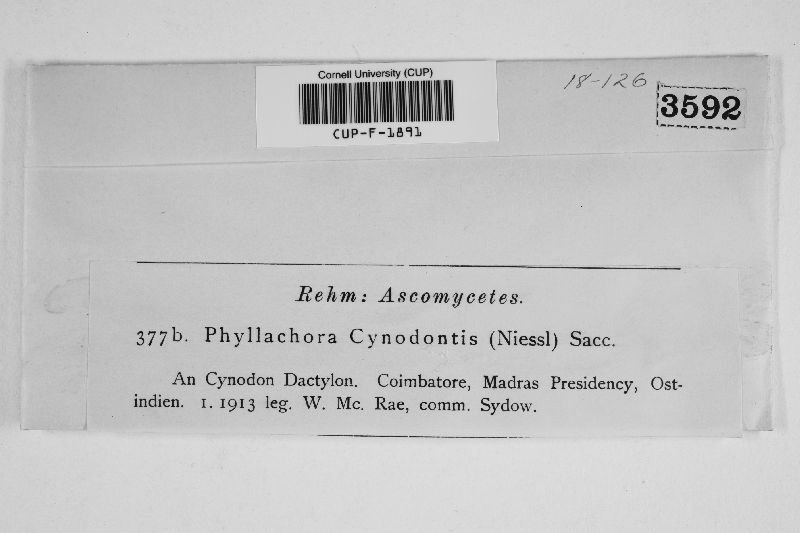 Cornell University (CUP)
CUP-F-1891
18-126
3592
Rehm: Ascomycetes.
377b. Phyllachora Cynodontis (Niessl) Sacc.
An Cynodon Dactylon. Coimbatore, Madras Presidency, Ost-
indien. 1. 1913 leg. W. Mc. Rae, comm. Sydow.